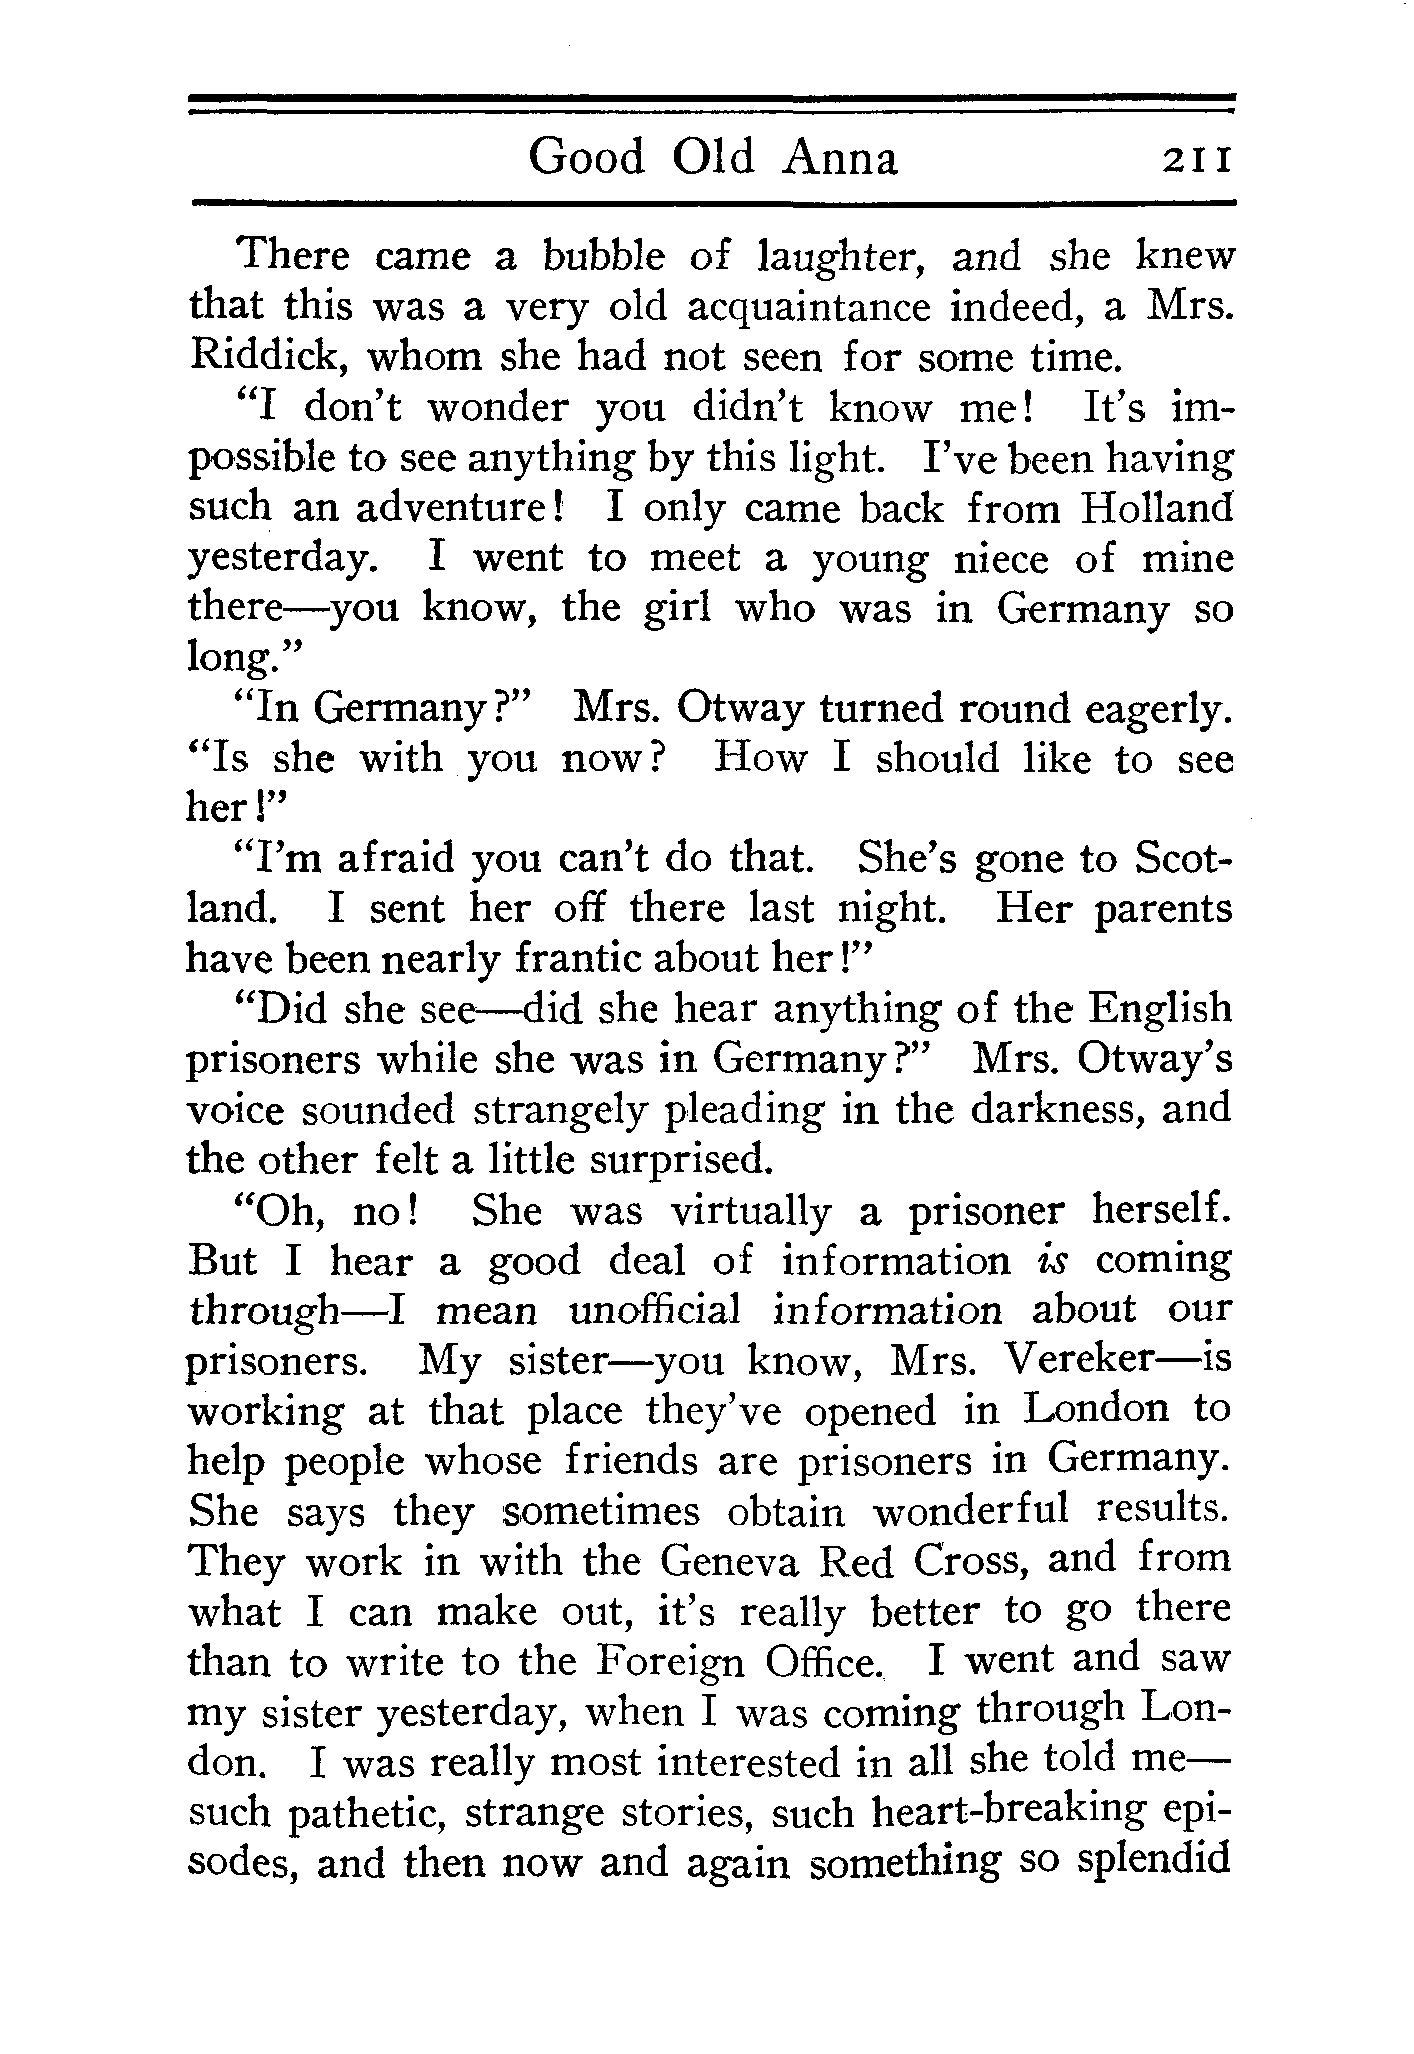 Good Old Anna 211
There came a bubble of laughter, and she knew
that this was a very old acquaintance indeed, a Mrs.
Riddick, whom she had not seen for some time.
“I don’t wonder you didn’t know me! It’s im-
possible to see anything by this light. I’ve been having
such an adventure! I only came back from Holland
yesterday. I went to meet a young niece of mine
there—you know, the girl who was in Germany so
long.”
“In Germany?” Mrs. Otway turned round eagerly.
“Is she with you now? How I should like to see
her!”
“I’m afraid you can’t do that. She’s gone to Scot-
land. I sent her off there last night. Her parents
have been nearly frantic about her!”
“Did she see—did she hear anything of the English
prisoners while she was in Germany?” Mrs. Otway’s
voice sounded strangely pleading in the darkness, and
the other felt a little surprised.
“Oh, no! She was virtually a prisoner herself.
But I hear a good deal of information is coming
through—I mean unofficial information about our
prisoners. My sister—you know, Mrs. Vereker—is
working at that place they’ve opened in London to
help people whose friends are prisoners in Germany.
She says they sometimes obtain wonderful results.
They work in with the Geneva Red Cross, and from
what I can make out, it’s really better to go there
than to write to the Foreign Office. I went and saw
my sister yesterday, when I was coming through Lon-
don. I was really most interested in all she told me—
such pathetic, strange stories, such heart-breaking epi-
sodes, and then now and again something so splendid